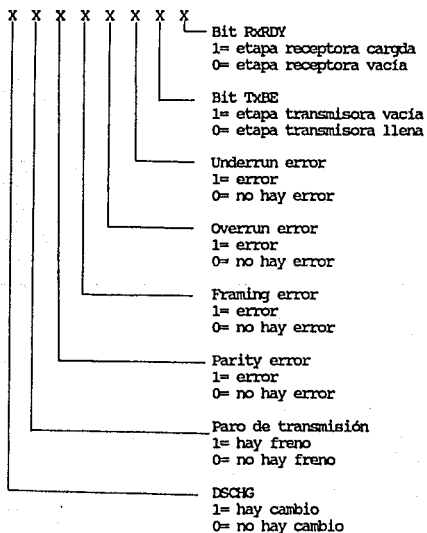 X X X X X X X X
Bit RxRDY
1= etapa receptora cargda
0= etapa receptora vacía
Bit TxBE
1= etapa transmisora vacía
0= etapa transmisora llena
Underrun error
1= error
0= no hay error
Overrun error
1= error
0= no hay error
Framing error
1= error
0= no hay error
Parity error
1= error
0= no hay error
Paro de transmisión
1= hay freno
0= no hay freno
DSCHG
1= hay cambio
0= no hay cambio